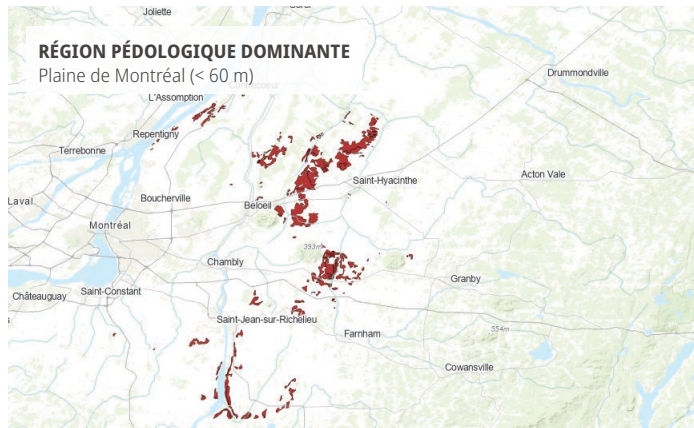 Joliette
RÉGION PÉDOLOGIQUE DOMINANTE
Plaine de Montréal (< 60 m)
Drummondville
L'Assomption
Repentigny
Terrebonne
Saint-Hyacinthe
Acton Vale
Laval
Boucherville
Beloeil
Montréal
393m
Chambly
Granby
Châteauguay
Saint-Constant
Saint-Jean-sur-Richelieu
Farnham
554m
Cowansville